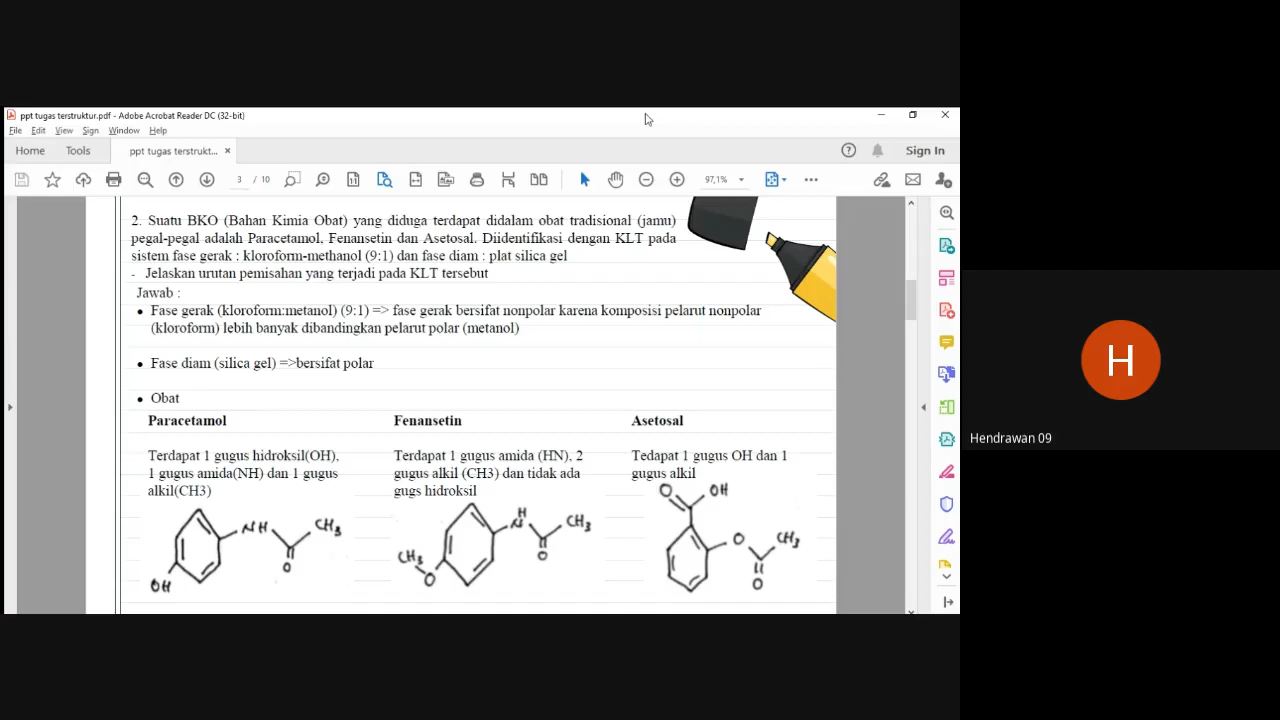 ppt tugas terstruktur.pdf - Adobe Acrobat Reader DC (32-bit)
File Edit View Sign Window Help
Home Tools ppt tugas terstrukt... × Sign In
3 / 10 97,1%
2. Suatu BKO (Bahan Kimia Obat) yang diduga terdapat didalam obat tradisional (jamu)
pegal-pegal adalah Paracetamol, Fenansetin dan Asetosal. Diidentifikasi dengan KLT pada
sistem fase gerak : kloroform-methanol (9:1) dan fase diam : plat silica gel
- Jelaskan urutan pemisahan yang terjadi pada KLT tersebut
Jawab :
• Fase gerak (kloroform:metanol) (9:1) => fase gerak bersifat nonpolar karena komposisi pelarut nonpolar
(kloroform) lebih banyak dibandingkan pelarut polar (metanol)
• Fase diam (silica gel) =>bersifat polar
• Obat
Paracetamol Fenansetin Asetosal
Terdapat 1 gugus hidroksil(OH), Terdapat 1 gugus amida (HN), 2 Tedapat 1 gugus OH dan 1
1 gugus amida(NH) dan 1 gugus gugus alkil (CH3) dan tidak ada gugus alkil
alkil(CH3) gugs hidroksil
NH CH3 O OH
OH O
H N CH3 O
CH3 O
O CH3 O
H
Hendrawan 09